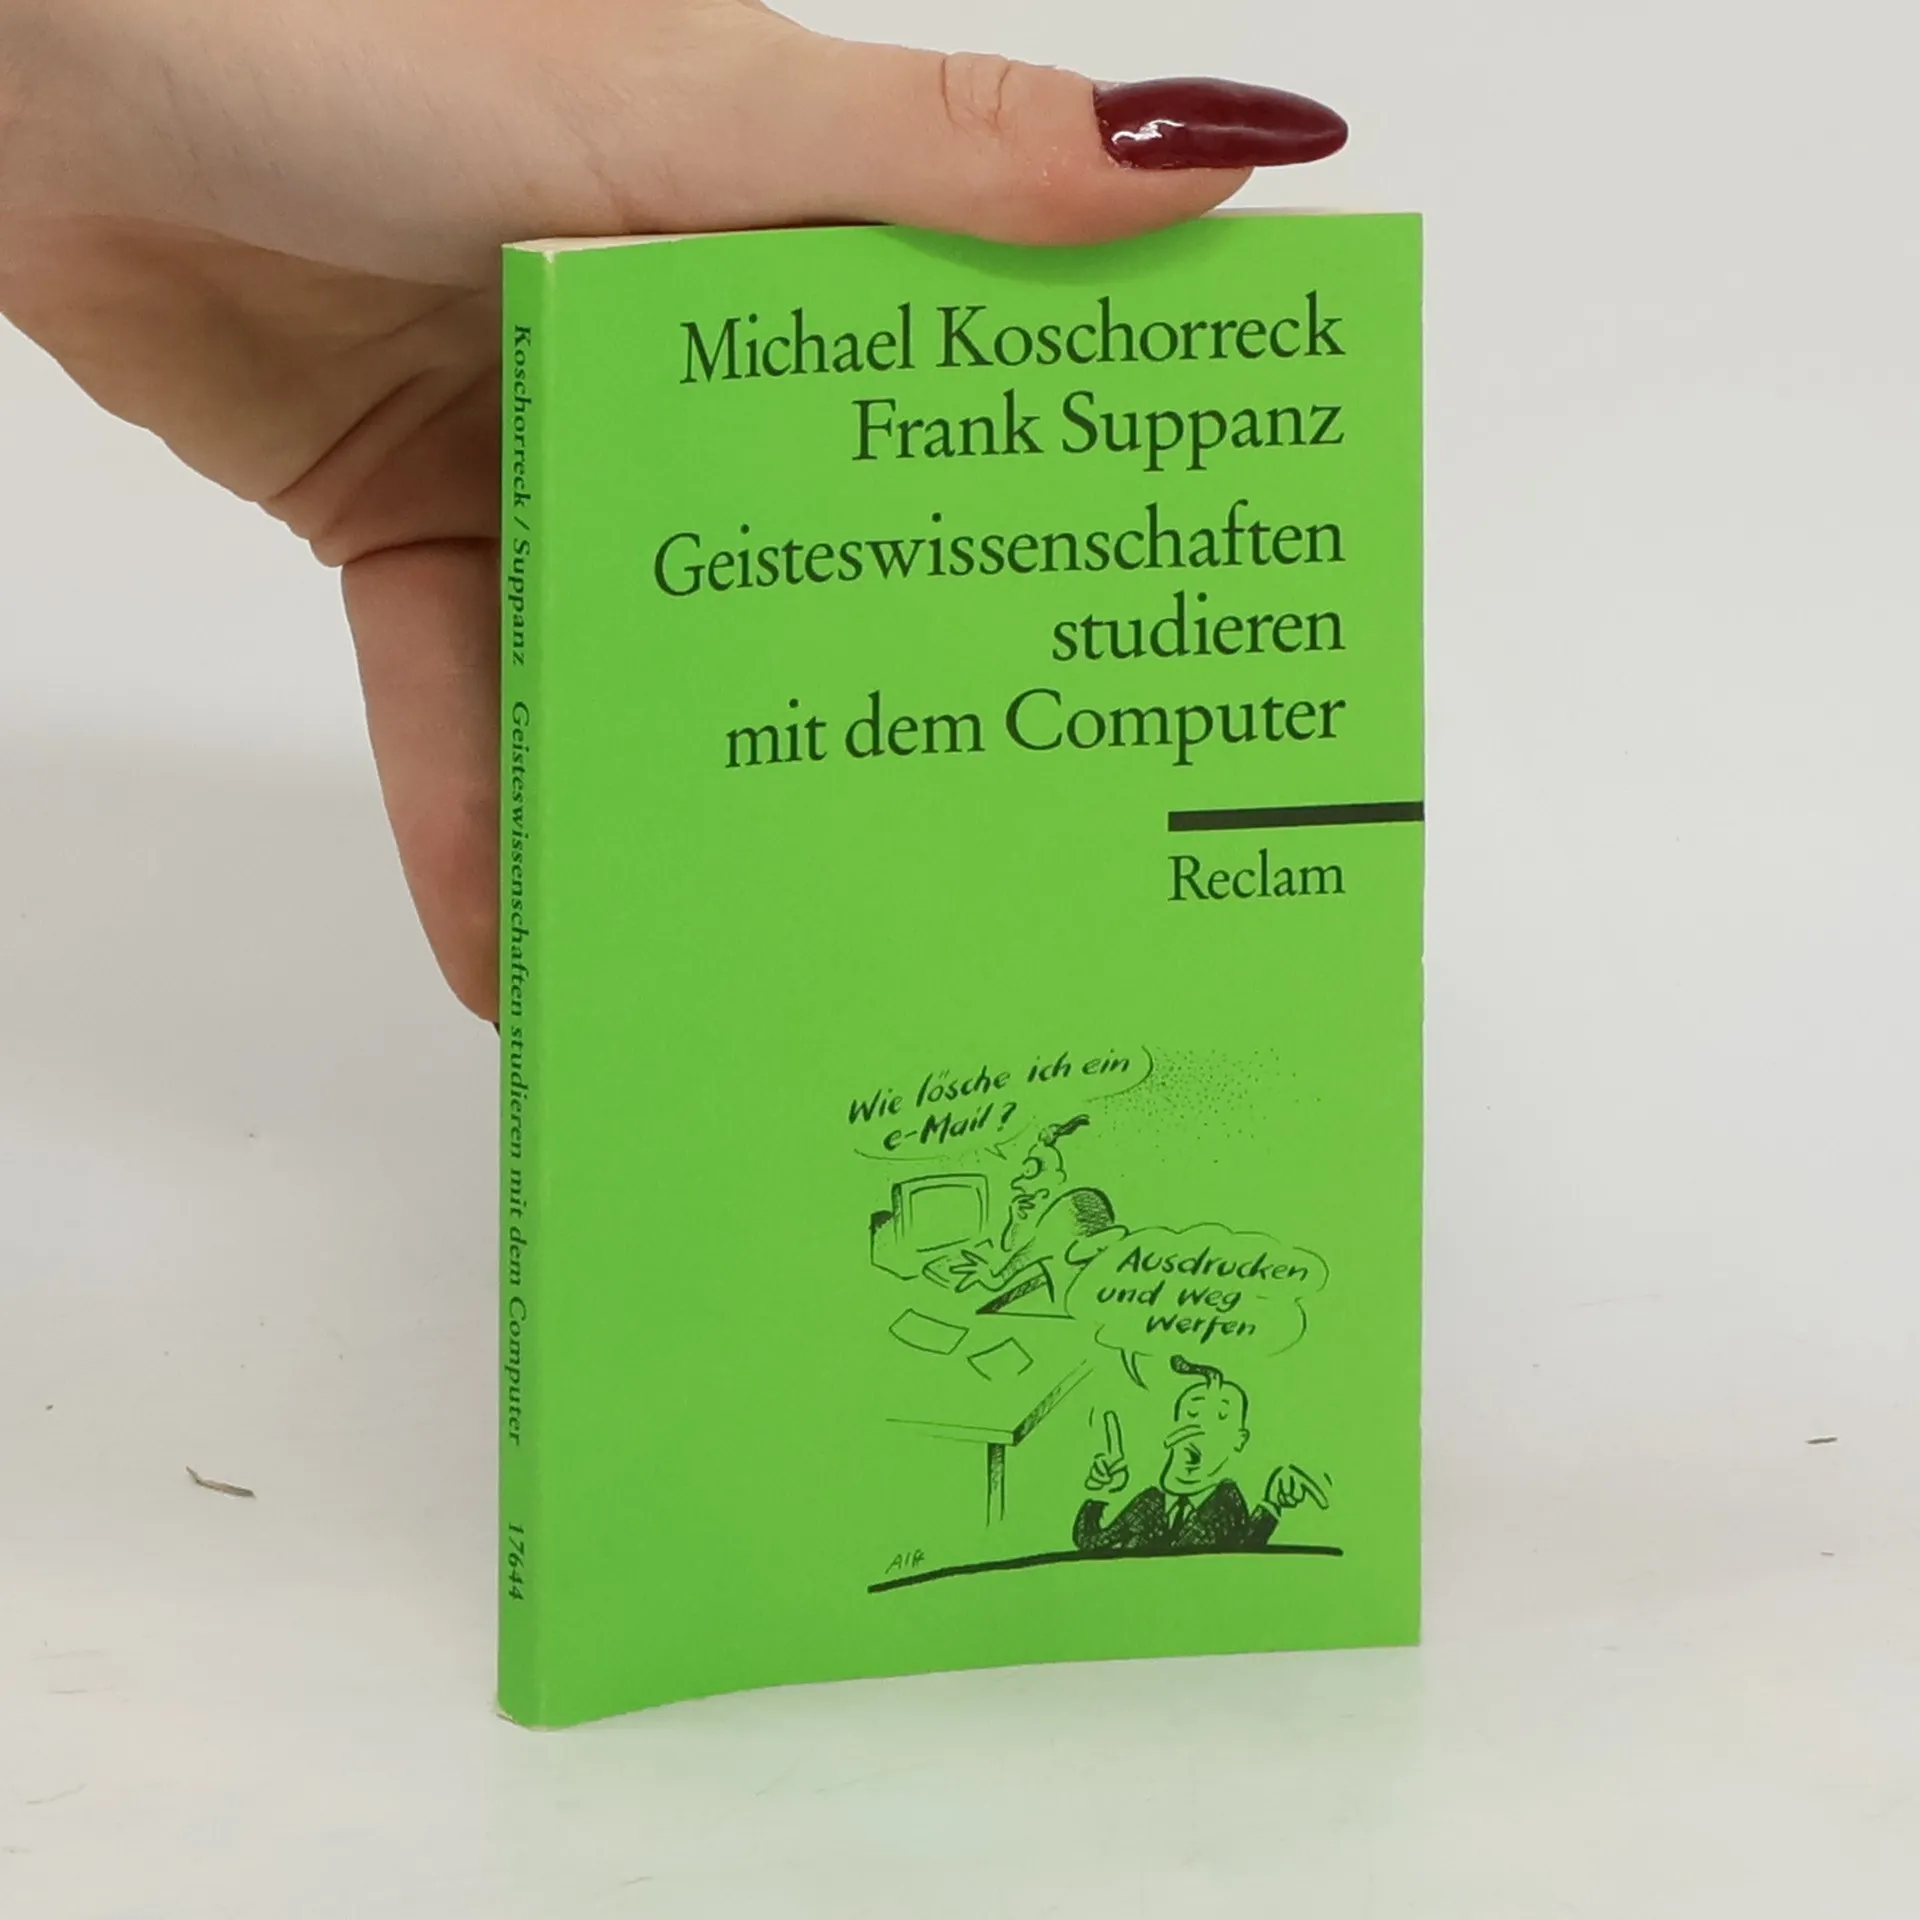 Michael Koschorreck
Frank Suppanz
Geisteswissenschaften
studieren
mit dem Computer
Reclam
Wie lösche ich ein
e-Mail?
Ausdrucken
und weg-
werfen
Alff
Koschorreck / Suppanz Geisteswissenschaften studieren mit dem Computer 17644